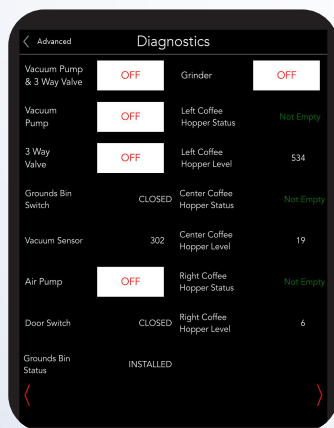 Advanced
Diagnostics
Vacuum Pump
& 3 Way Valve
OFF
Grinder
OFF
Vacuum
Pump
OFF
Left Coffee
Hopper Status
Not Empty
3 Way
Valve
OFF
Left Coffee
Hopper Level
534
Grounds Bin
Switch
CLOSED
Center Coffee
Hopper Status
Not Empty
Vacuum Sensor
302
Center Coffee
Hopper Level
19
Air Pump
OFF
Right Coffee
Hopper Status
Not Empty
Door Switch
CLOSED
Right Coffee
Hopper Level
6
Grounds Bin
Status
INSTALLED